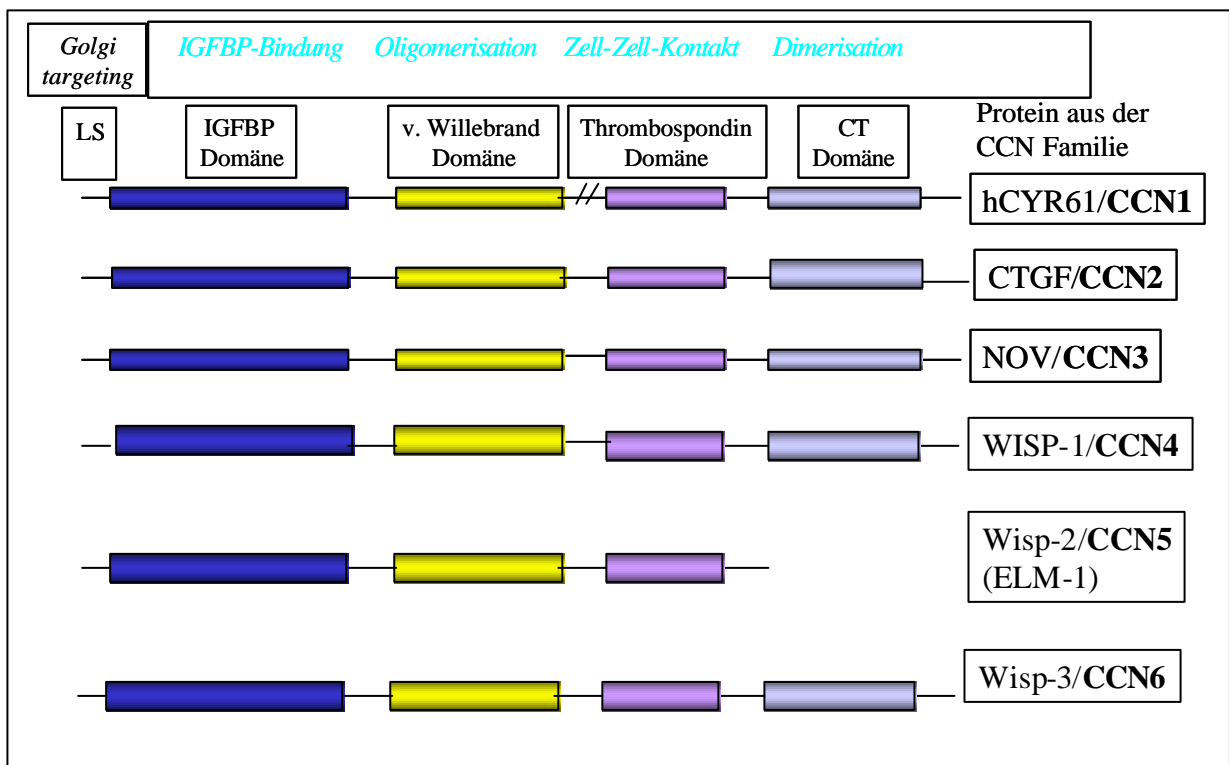 Golgi
targeting
IGFBP-Bindung
Oligomerisation
Zell-Zell-Kontakt
Dimerisation
LS
IGFBP
Domäne
v. Willebrand
Domäne
Thrombospondin
Domäne
CT
Domäne
Protein aus der
CCN Familie
hCYR61/CCN1
CTGF/CCN2
NOV/CCN3
WISP-1/CCN4
Wisp-2/CCN5
(ELM-1)
Wisp-3/CCN6